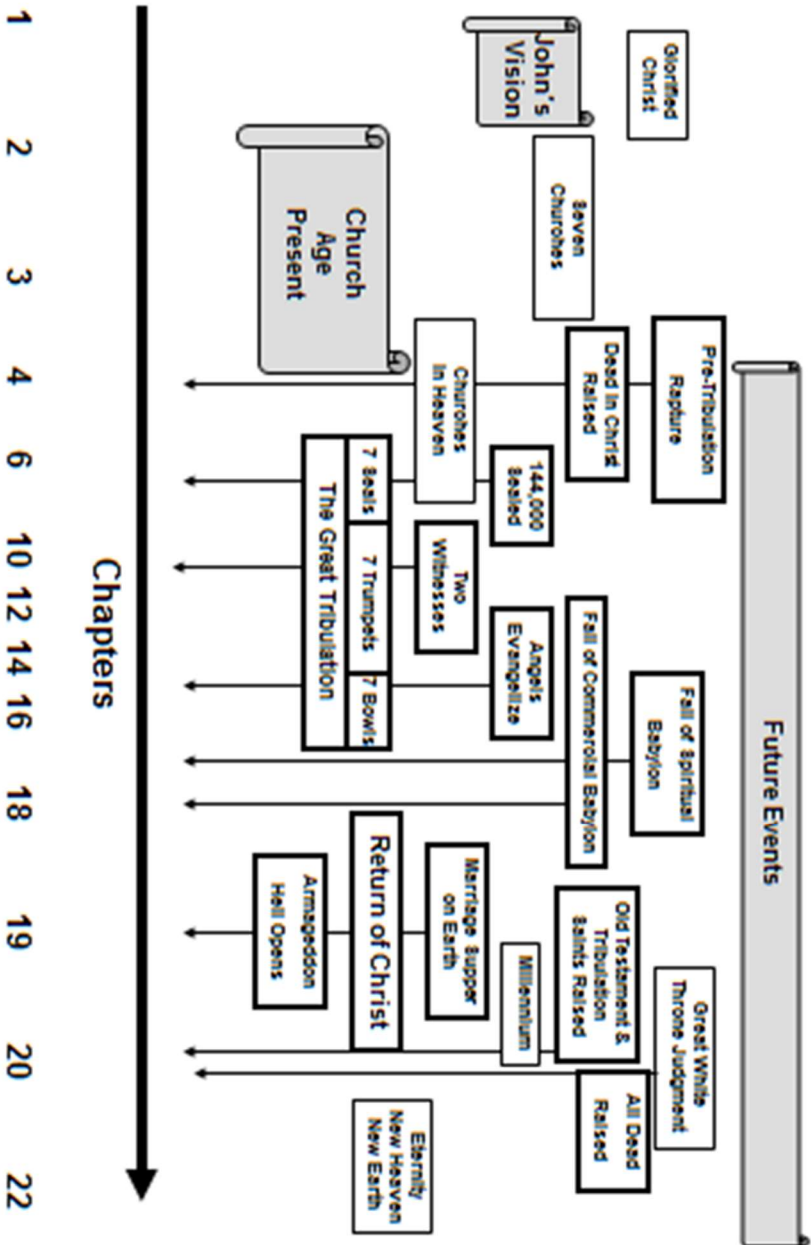 Future Events
Glorified
Christ
John's
Vision
Seven
Churches
Church
Age
Present
Pre-Tribulation
Rapture
Dead in Christ
Raised
Churches
in Heaven
144,000
Sealed
7 Seals
7 Trumpets
7 Bowls
The Great Tribulation
Two
Witnesses
Angels
Evangelize
Fall of Spiritual
Babylon
Fall of Commercial Babylon
Great White
Throne Judgment
Old Testament &
Tribulation
Saints Raised
All Dead
Raised
Millennium
Marriage Supper
on Earth
Return of Christ
Armageddon
Hell Opens
Eternity
New Heaven
New Earth
Chapters
1 2 3 4 6 10 12 14 16 18 19 20 22